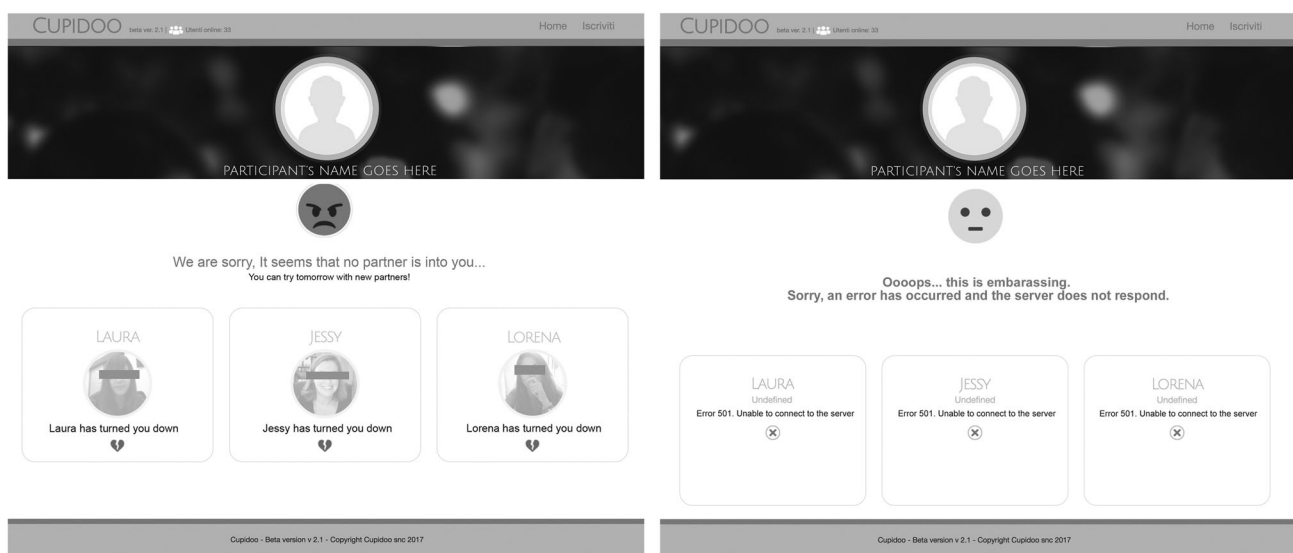 CUPIDOO beta ver. 2.1 | Utenti online: 33 Home Iscriviti
PARTICIPANT'S NAME GOES HERE
We are sorry, It seems that no partner is into you...
You can try tomorrow with new partners!
LAURA JESSY LORENA
Laura has turned you down Jessy has turned you down Lorena has turned you down
Cupidoo - Beta version v 2.1 - Copyright Cupidoo snc 2017
CUPIDOO beta ver. 2.1 | Utenti online: 33 Home Iscriviti
PARTICIPANT'S NAME GOES HERE
Oooops... this is embarassing.
Sorry, an error has occurred and the server does not respond.
LAURA JESSY LORENA
Undefined Undefined Undefined
Error 501. Unable to connect to the server Error 501. Unable to connect to the server Error 501. Unable to connect to the server
Cupidoo - Beta version v 2.1 - Copyright Cupidoo snc 2017